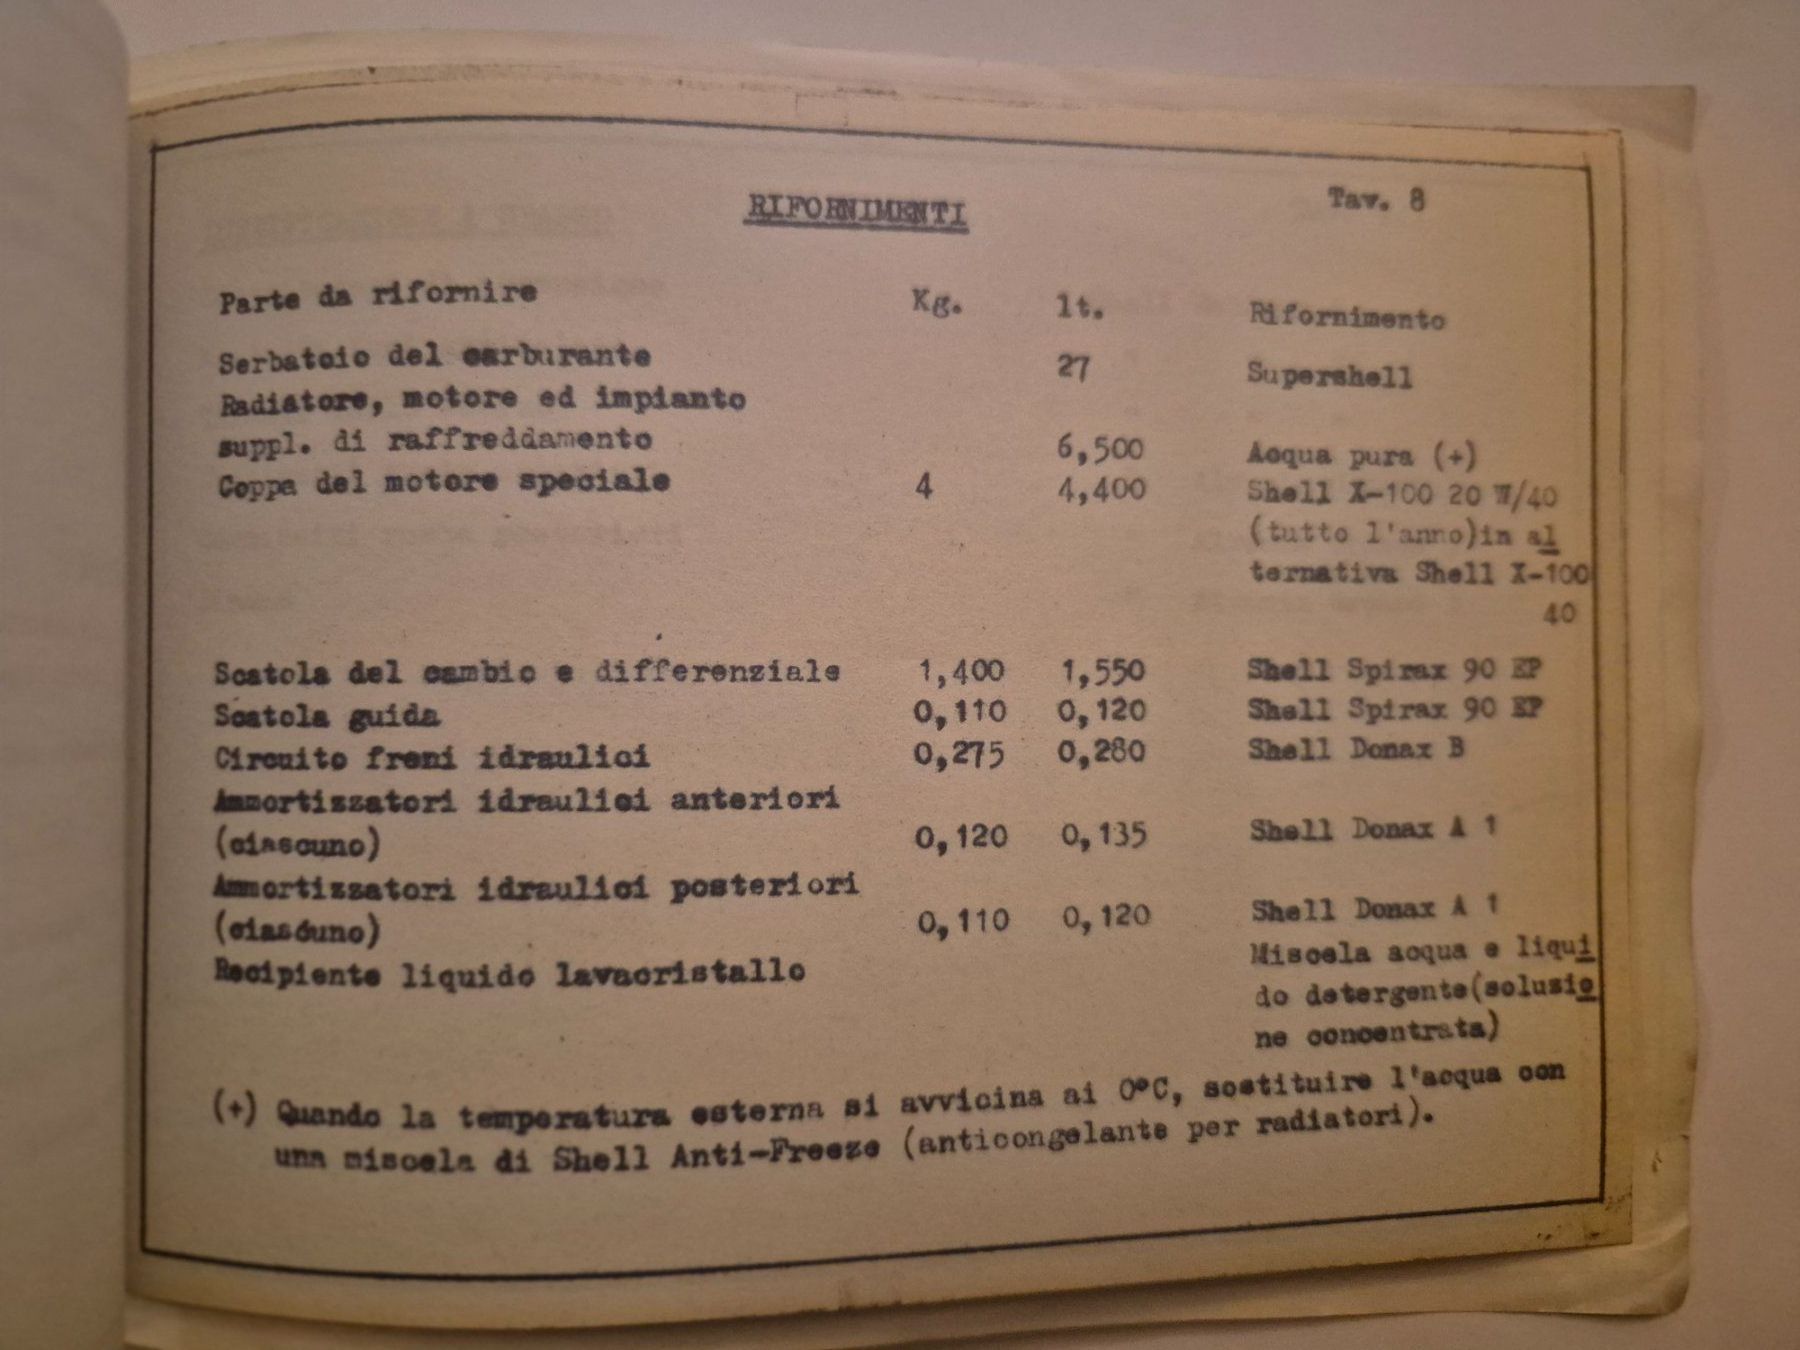 RIFORNIMENTI Tav. 8
Parte da rifornire Kg. lt. Rifornimento
Serbatoio del carburante 27 Supershell
Radiatore, motore ed impianto
suppl. di raffreddamento 6,500 Acqua pura (+)
Coppa del motore speciale 4 4,400 Shell X-100 20 W/40
(tutto l'anno)in al
ternativa Shell X-100
40
Scatola del cambio e differenziale 1,400 1,550 Shell Spirax 90 EP
Scatola guida 0,110 0,120 Shell Spirax 90 EP
Circuito freni idraulici 0,275 0,280 Shell Donax B
Ammortizzatori idraulici anteriori
(ciascuno) 0,120 0,135 Shell Donax A 1
Ammortizzatori idraulici posteriori
(ciascuno) 0,110 0,120 Shell Donax A 1
Recipiente liquido lavacristallo Miscela acqua e liqui
do detergente(soluzio
ne concentrata)
(+) Quando la temperatura esterna si avvicina ai 0°C, sostituire l'acqua con
una miscela di Shell Anti-Freeze (anticongelante per radiatori).